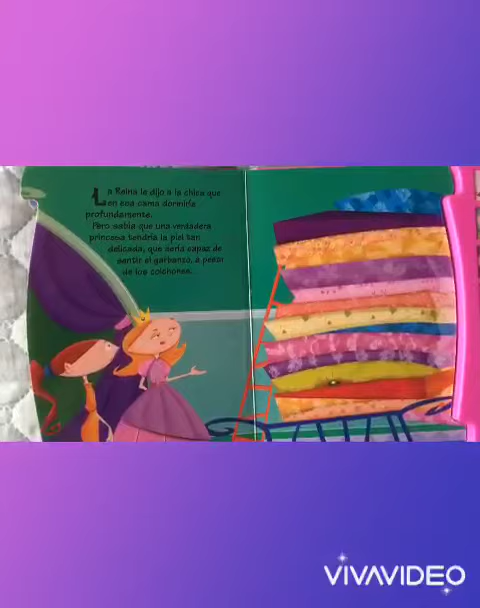 La Reina le dijo a la chica que
en esa cama dormiría
profundamente.
Pero sabía que una verdadera
princesa tendría la piel tan
delicada, que sería capaz de
sentir el garbanzo, a pesar
de los colchones.
VIVAVIDEO